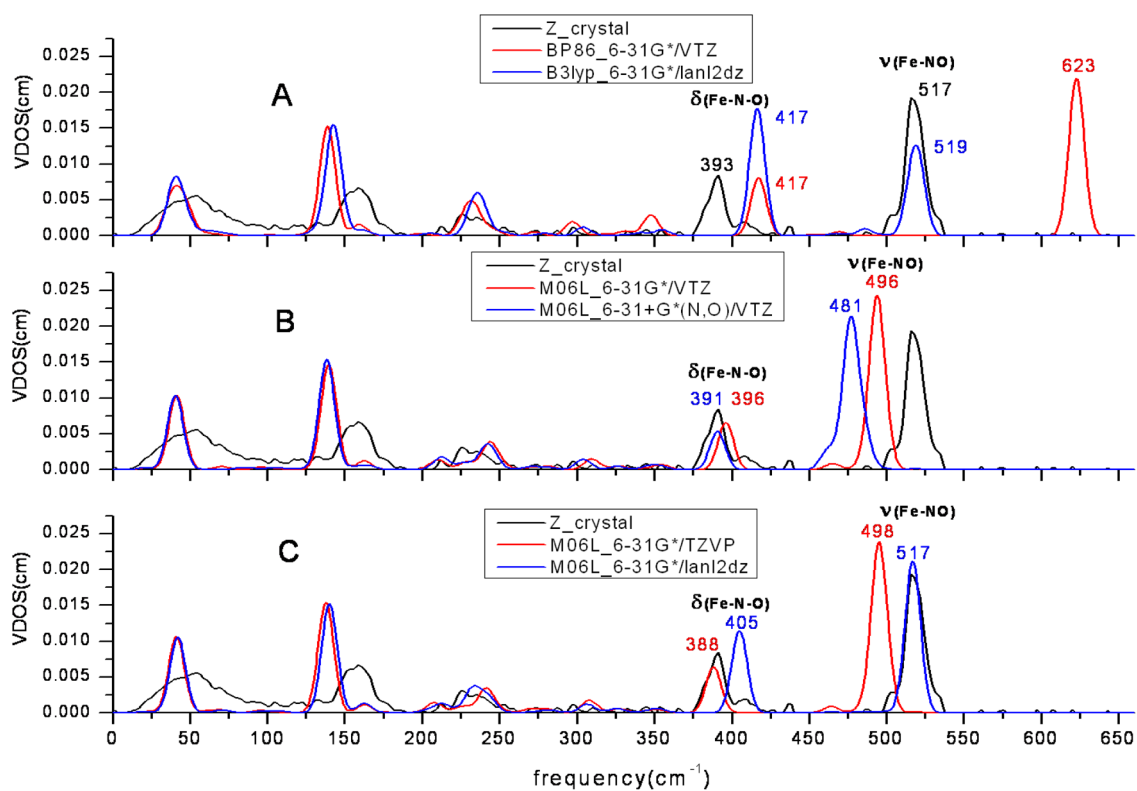 Z_crystal
BP86_6-31G*/VTZ
B3lyp_6-31G*/lanl2dz
A
δ(Fe-N-O)
ν(Fe-NO)
393
417
417
517
519
623
VDOS(cm)
0.025
0.020
0.015
0.010
0.005
0.000
Z_crystal
M06L_6-31G*/VTZ
M06L_6-31+G*(N,O)/VTZ
B
δ(Fe-N-O)
391 396
ν(Fe-NO)
481
496
VDOS(cm)
0.025
0.020
0.015
0.010
0.005
0.000
Z_crystal
M06L_6-31G*/TZVP
M06L_6-31G*/lanl2dz
C
δ(Fe-N-O)
388
405
ν(Fe-NO)
498
517
VDOS(cm)
0.025
0.020
0.015
0.010
0.005
0.000
0 50 100 150 200 250 300 350 400 450 500 550 600 650
frequency(cm⁻¹)